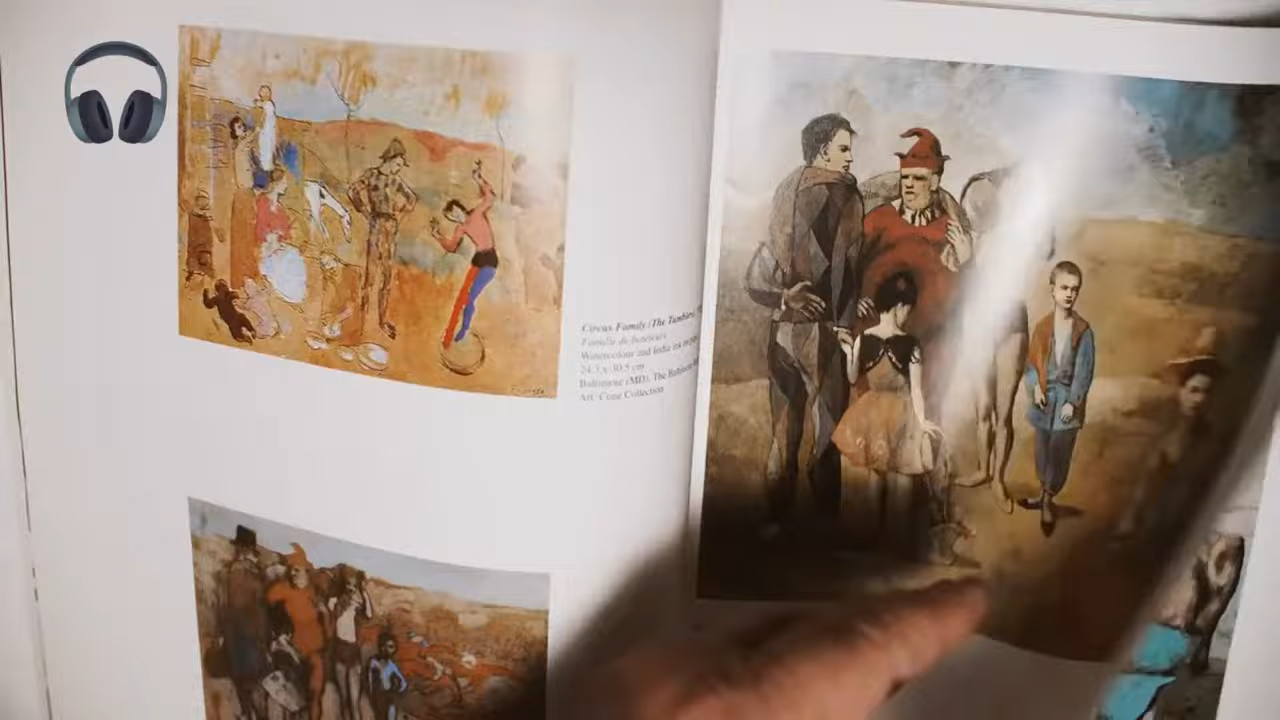 Circus Family (The Tumblers)
Famille de bateleurs
Watercolour and India ink on
24.3 x 30.5 cm
Baltimore (MD), The Baltimore
Art, Cone Collection